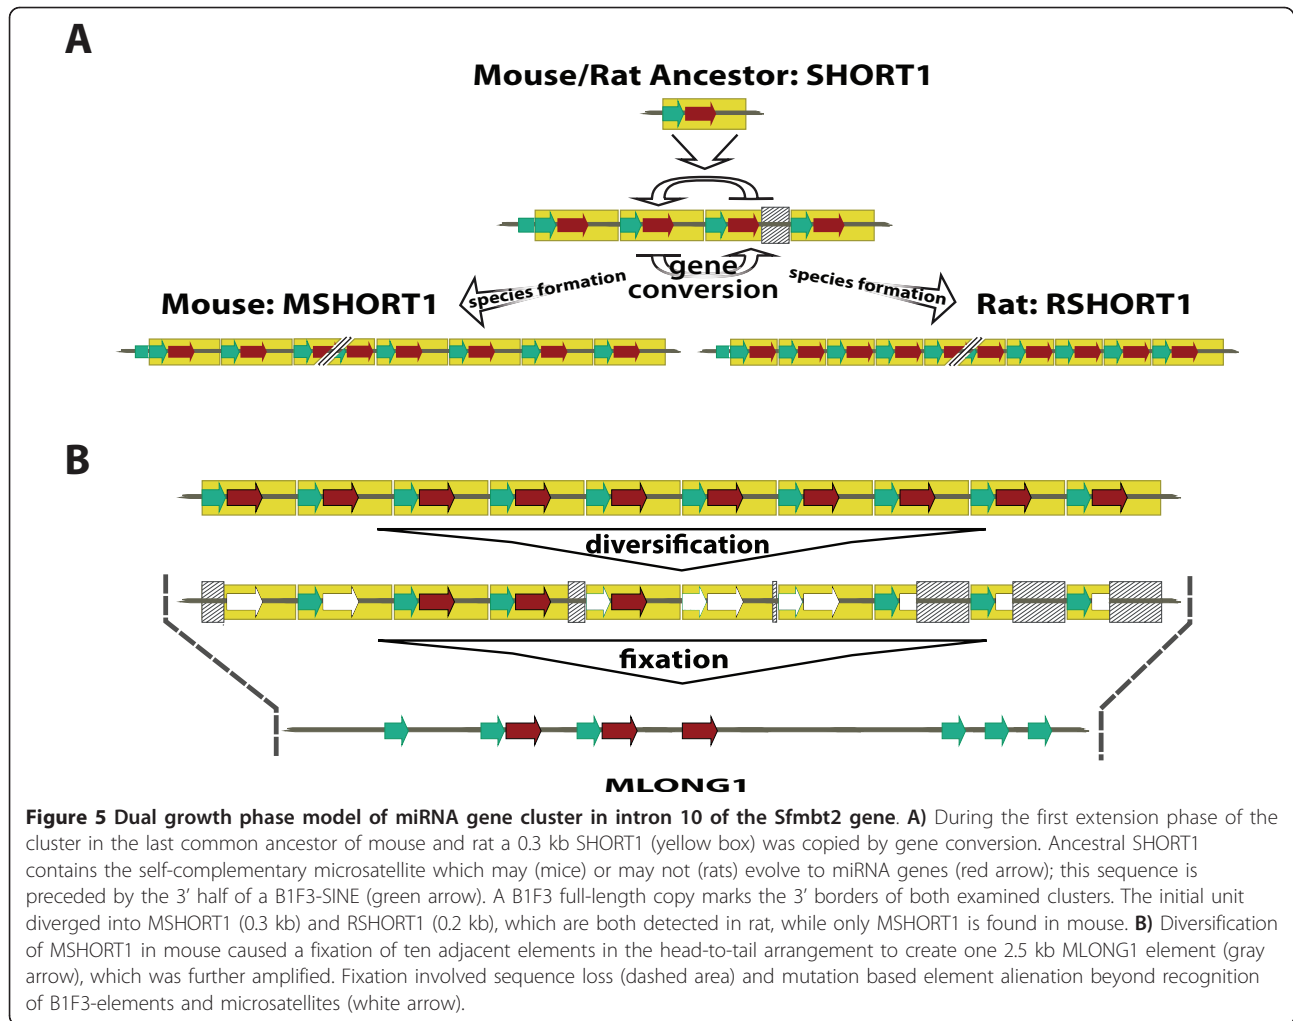 A
Mouse/Rat Ancestor: SHORT1
gene
conversion
species formation
species formation
Mouse: MSHORT1
Rat: RSHORT1
B
diversification
fixation
MLONG1
Figure 5 Dual growth phase model of miRNA gene cluster in intron 10 of the Sfmbt2 gene. A) During the first extension phase of the
cluster in the last common ancestor of mouse and rat a 0.3 kb SHORT1 (yellow box) was copied by gene conversion. Ancestral SHORT1
contains the self-complementary microsatellite which may (mice) or may not (rats) evolve to miRNA genes (red arrow); this sequence is
preceded by the 3’ half of a B1F3-SINE (green arrow). A B1F3 full-length copy marks the 3’ borders of both examined clusters. The initial unit
diverged into MSHORT1 (0.3 kb) and RSHORT1 (0.2 kb), which are both detected in rat, while only MSHORT1 is found in mouse. B) Diversification
of MSHORT1 in mouse caused a fixation of ten adjacent elements in the head-to-tail arrangement to create one 2.5 kb MLONG1 element (gray
arrow), which was further amplified. Fixation involved sequence loss (dashed area) and mutation based element alienation beyond recognition
of B1F3-elements and microsatellites (white arrow).